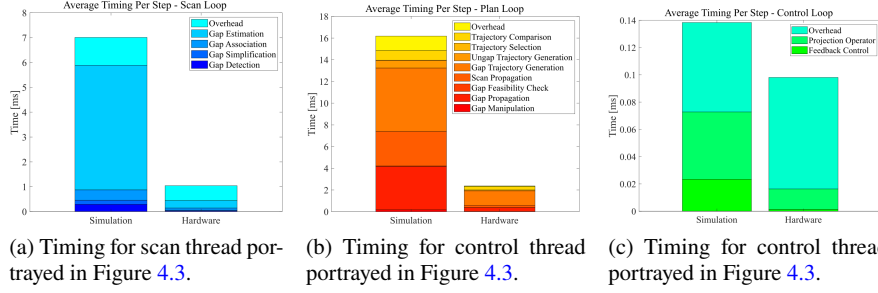 Average Timing Per Step - Scan Loop
8
7
6
5
4
3
2
1
0
Time [ms]
Overhead
Gap Estimation
Gap Association
Gap Simplification
Gap Detection
Simulation
Hardware
(a) Timing for scan thread por-
trayed in Figure 4.3.
Average Timing Per Step - Plan Loop
18
16
14
12
10
8
6
4
2
0
Time [ms]
Overhead
Trajectory Comparison
Trajectory Selection
Ungap Trajectory Generation
Gap Trajectory Generation
Scan Propagation
Gap Feasibility Check
Gap Propagation
Gap Manipulation
Simulation
Hardware
(b) Timing for control thread
portrayed in Figure 4.3.
Average Timing Per Step - Control Loop
0.14
0.12
0.1
0.08
0.06
0.04
0.02
0
Time [ms]
Overhead
Projection Operator
Feedback Control
Simulation
Hardware
(c) Timing for control thread
portrayed in Figure 4.3.